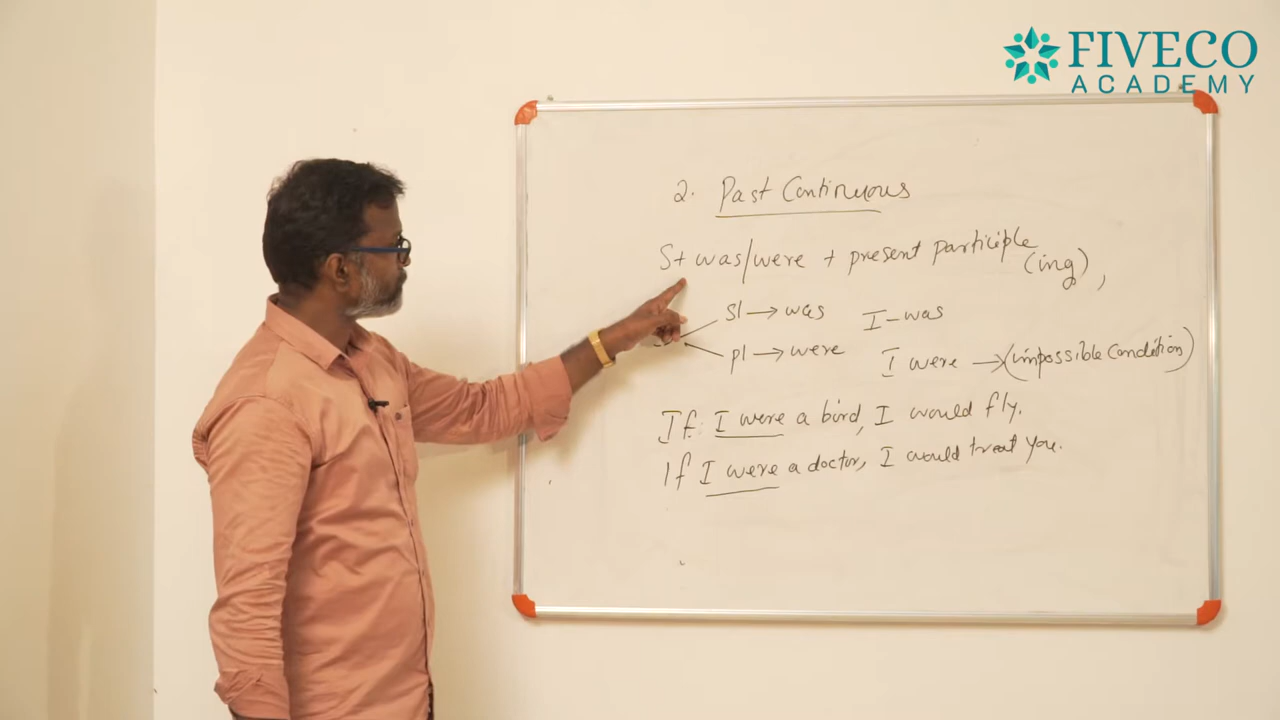 FIVECO
ACADEMY
2. Past Continuous
S+ was/were + present participle (ing),
sl → was I-was
pl → were I were → (impossible Condition)
If I were a bird, I would fly.
If I were a doctor, I would treat you.